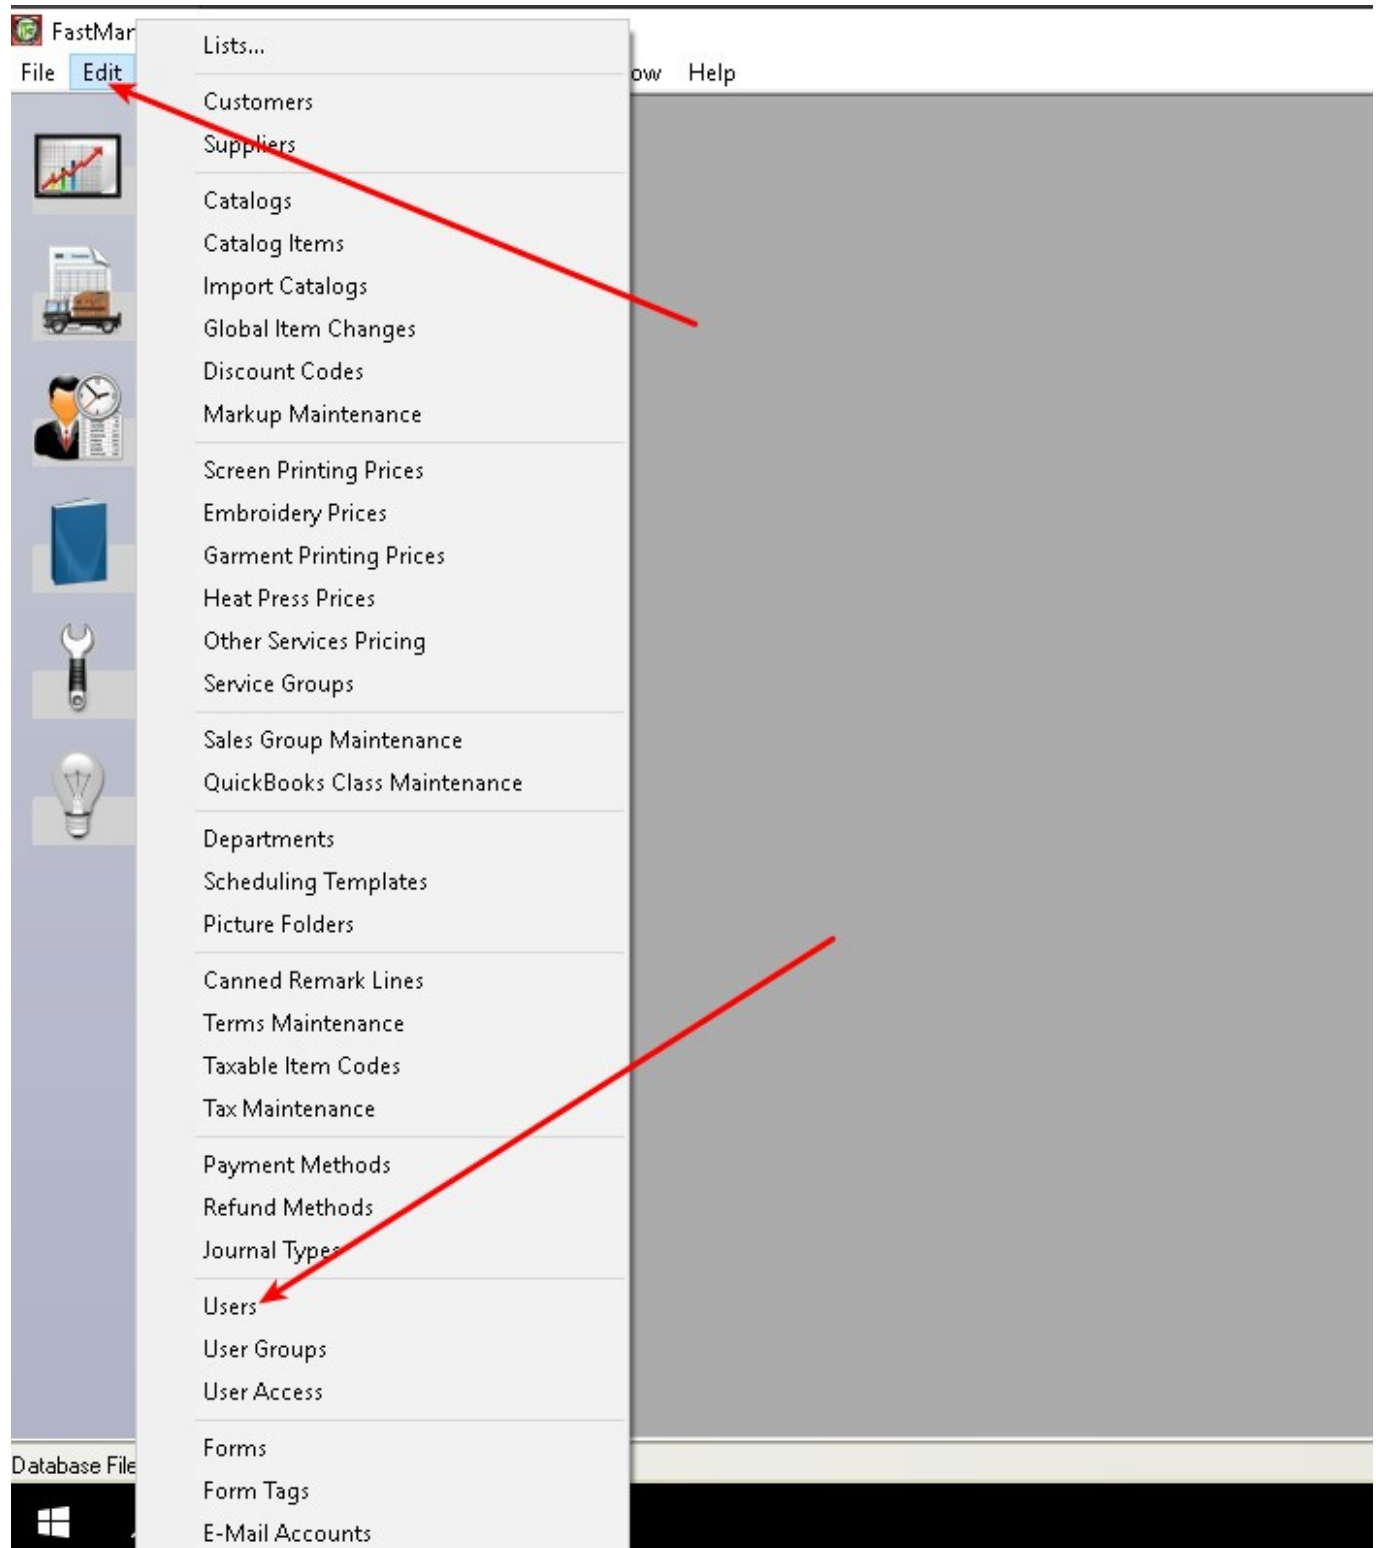 FastMar
File Edit ow Help
Lists...
Customers
Suppliers
Catalogs
Catalog Items
Import Catalogs
Global Item Changes
Discount Codes
Markup Maintenance
Screen Printing Prices
Embroidery Prices
Garment Printing Prices
Heat Press Prices
Other Services Pricing
Service Groups
Sales Group Maintenance
QuickBooks Class Maintenance
Departments
Scheduling Templates
Picture Folders
Canned Remark Lines
Terms Maintenance
Taxable Item Codes
Tax Maintenance
Payment Methods
Refund Methods
Journal Types
Users
User Groups
User Access
Forms
Form Tags
E-Mail Accounts
Database File